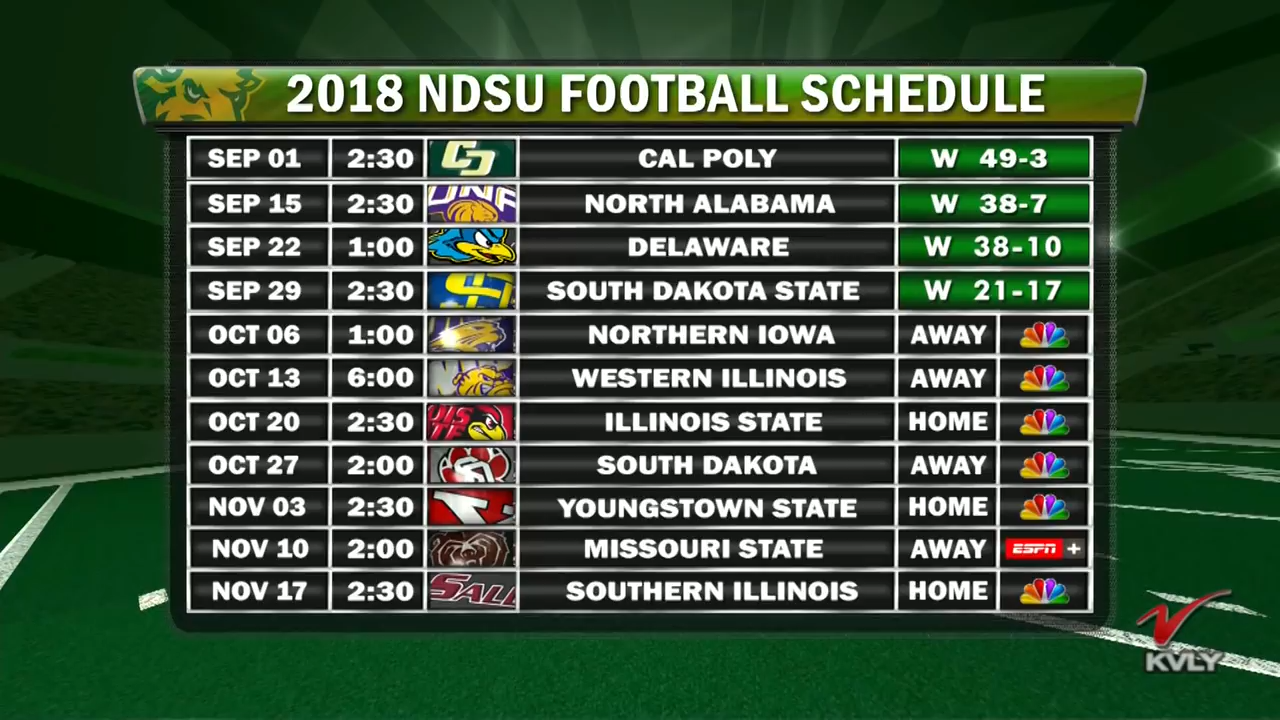 2018 NDSU FOOTBALL SCHEDULE
SEP 01 2:30 CP CAL POLY W 49-3
SEP 15 2:30 UNA NORTH ALABAMA W 38-7
SEP 22 1:00 DELAWARE W 38-10
SEP 29 2:30 SOUTH DAKOTA STATE W 21-17
OCT 06 1:00 NORTHERN IOWA AWAY
OCT 13 6:00 WESTERN ILLINOIS AWAY
OCT 20 2:30 ILLINOIS STATE HOME
OCT 27 2:00 SOUTH DAKOTA AWAY
NOV 03 2:30 Y YOUNGSTOWN STATE HOME
NOV 10 2:00 MISSOURI STATE AWAY ESPN+
NOV 17 2:30 SALU SOUTHERN ILLINOIS HOME
KVLY